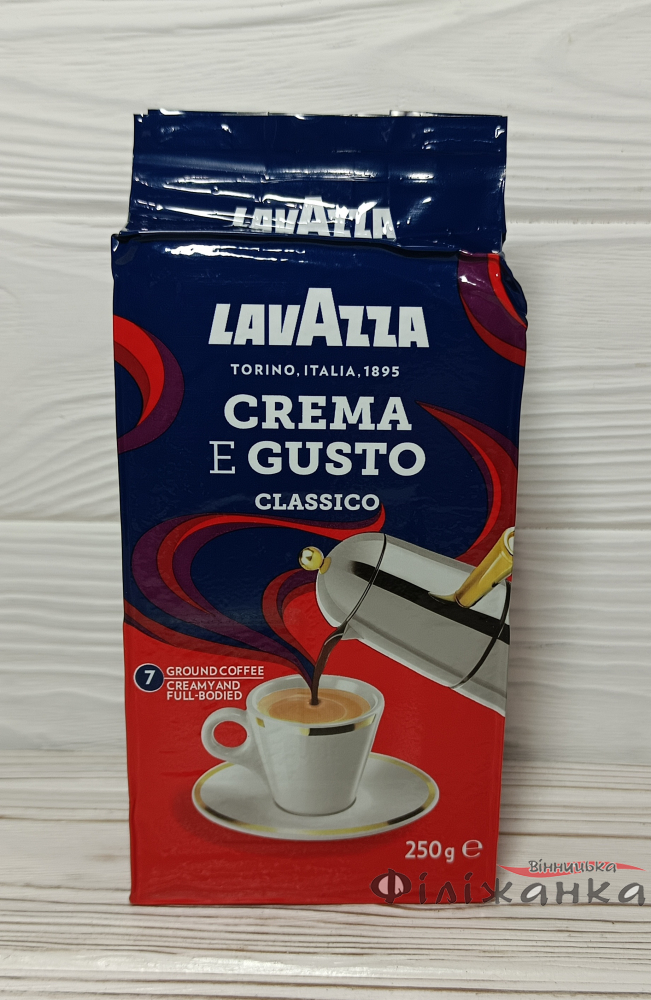 LAVAZZA
LAVAZZA
TORINO, ITALIA, 1895
CREMA
E GUSTO
CLASSICO
7
GROUND COFFEE
CREAMY AND
FULL-BODIED
250g e
Вінницька
Філіжанка